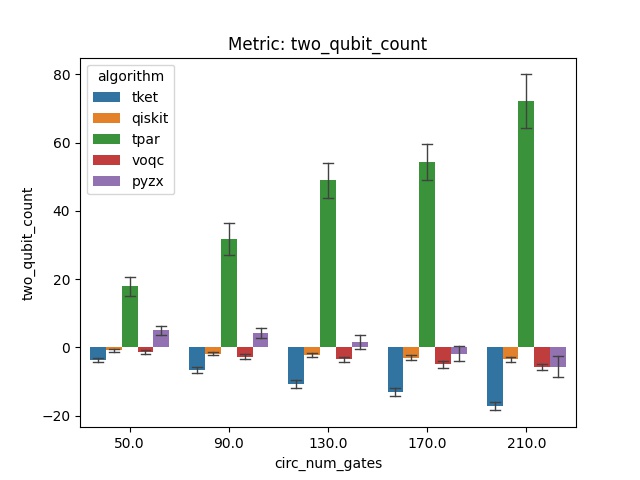 Metric: two_qubit_count
algorithm
tket
qiskit
tpar
voqc
pyzx
two_qubit_count
80
60
40
20
0
−20
50.0 90.0 130.0 170.0 210.0
circ_num_gates